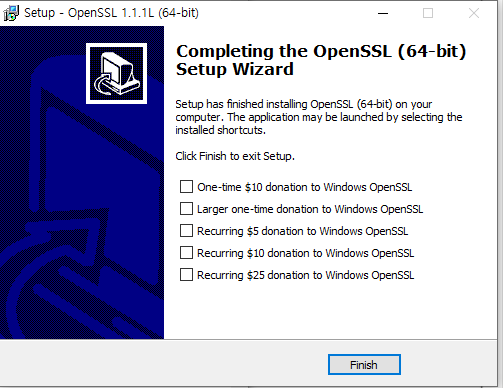 Setup - OpenSSL 1.1.1L (64-bit)
Completing the OpenSSL (64-bit)
Setup Wizard
Setup has finished installing OpenSSL (64-bit) on your
computer. The application may be launched by selecting the
installed shortcuts.
Click Finish to exit Setup.
One-time $10 donation to Windows OpenSSL
Larger one-time donation to Windows OpenSSL
Recurring $5 donation to Windows OpenSSL
Recurring $10 donation to Windows OpenSSL
Recurring $25 donation to Windows OpenSSL
Finish